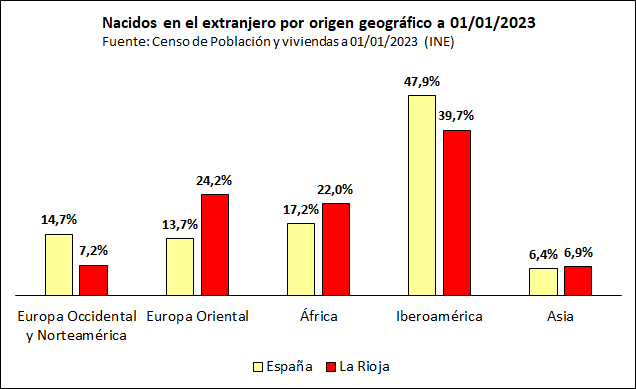 Nacidos en el extranjero por origen geográfico a 01/01/2023
Fuente: Censo de Población y viviendas a 01/01/2023 (INE)
47,9%
39,7%
24,2%
22,0%
17,2%
14,7%
13,7%
7,2%
6,4%
6,9%
Europa Occidental
y Norteamérica
Europa Oriental
África
Iberoamérica
Asia
España
La Rioja